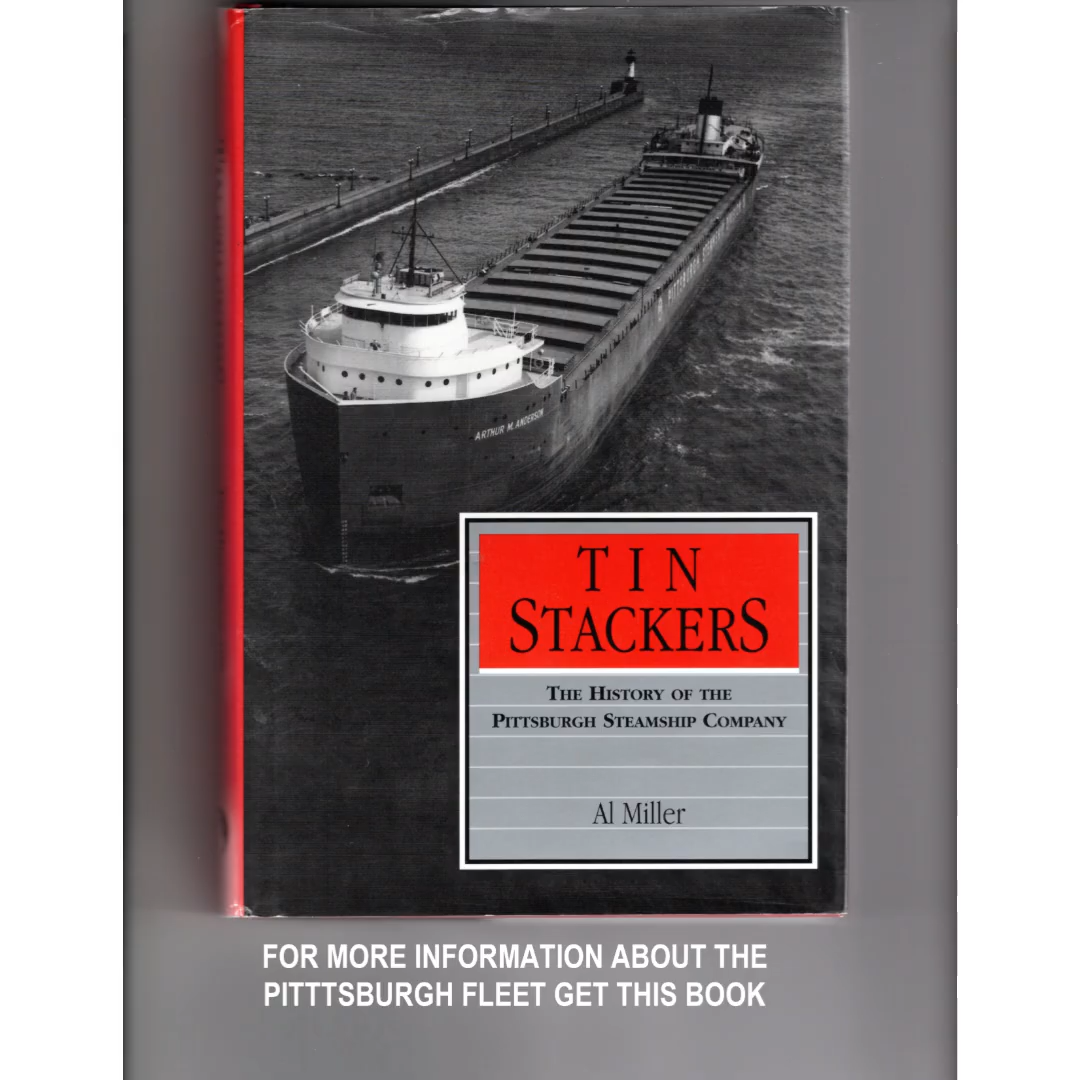 ARTHUR M. ANDERSON
TIN
STACKERS
THE HISTORY OF THE
PITTSBURGH STEAMSHIP COMPANY
Al Miller
FOR MORE INFORMATION ABOUT THE
PITTTSBURGH FLEET GET THIS BOOK